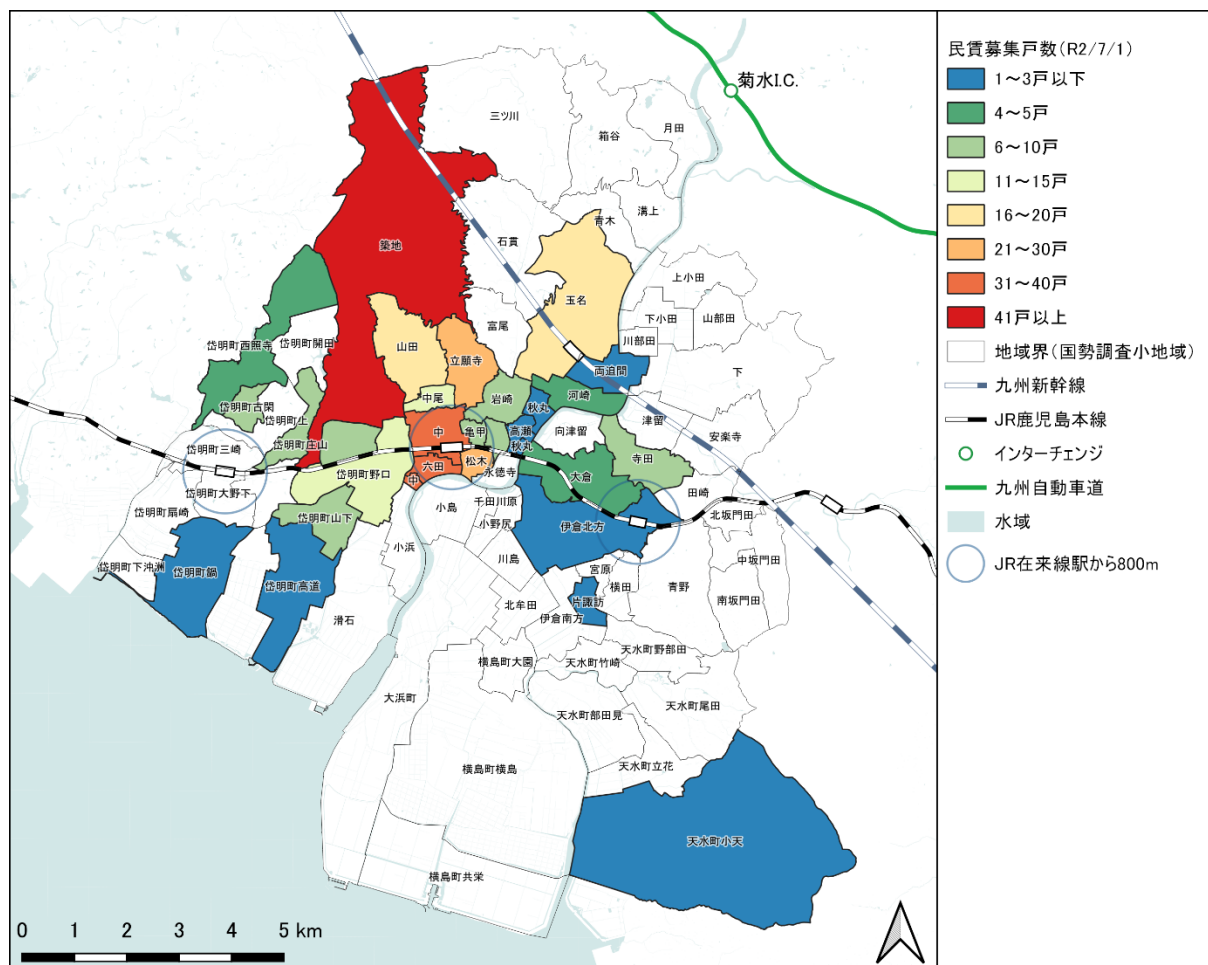 民賃募集戸数(R2/7/1)
1～3戸以下
4～5戸
6～10戸
11～15戸
16～20戸
21～30戸
31～40戸
41戸以上
地域界(国勢調査小地域)
九州新幹線
JR鹿児島本線
インターチェンジ
九州自動車道
水域
JR在来線駅から800m
菊水I.C.
三ツ川
箱谷
月田
溝上
青木
石貫
築地
上小田
玉名
下小田
山部田
富尾
川部田
岱明町西照寺
岱明町開田
山田
立願寺
両迫間
下
河崎
中尾
岩崎
秋丸
岱明町古閑
岱明町上
津留
中
亀甲
高瀬
向津留
安楽寺
岱明町庄山
秋丸
岱明町三崎
寺田
六田
松木
永徳寺
岱明町野口
大倉
中
岱明町大野下
田崎
千田川原
岱明町扇崎
小島
北坂門田
岱明町山下
小野尻
伊倉北方
小浜
川島
中坂門田
岱明町下沖洲
岱明町鍋
宮原
岱明町高道
横田
青野
北牟田
片諏訪
南坂門田
滑石
伊倉南方
天水町野部田
横島町大園
天水町竹崎
大浜町
天水町尾田
天水町部田見
横島町横島
天水町立花
天水町小天
横島町共栄
0 1 2 3 4 5 km